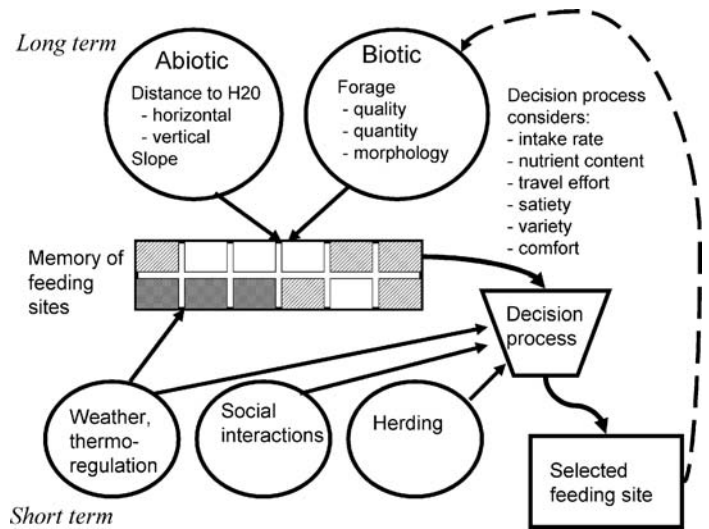 Long term
Abiotic
Distance to H20
- horizontal
- vertical
Slope
Biotic
Forage
- quality
- quantity
- morphology
Decision process
considers:
- intake rate
- nutrient content
- travel effort
- satiety
- variety
- comfort
Memory of
feeding
sites
Decision
process
Weather,
thermo-
regulation
Social
interactions
Herding
Selected
feeding site
Short term